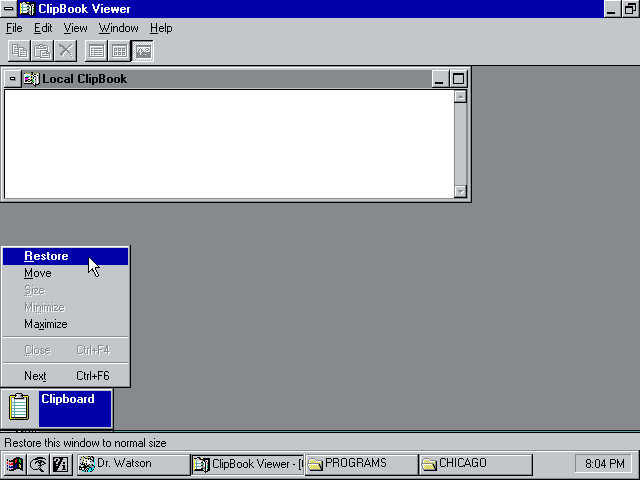 ClipBook Viewer
File Edit View Window Help
Local ClipBook
Restore
Move
Size
Minimize
Maximize
Close Ctrl+F4
Next Ctrl+F6
Clipboard
Restore this window to normal size
Dr. Watson ClipBook Viewer - [ PROGRAMS CHICAGO 8:04 PM